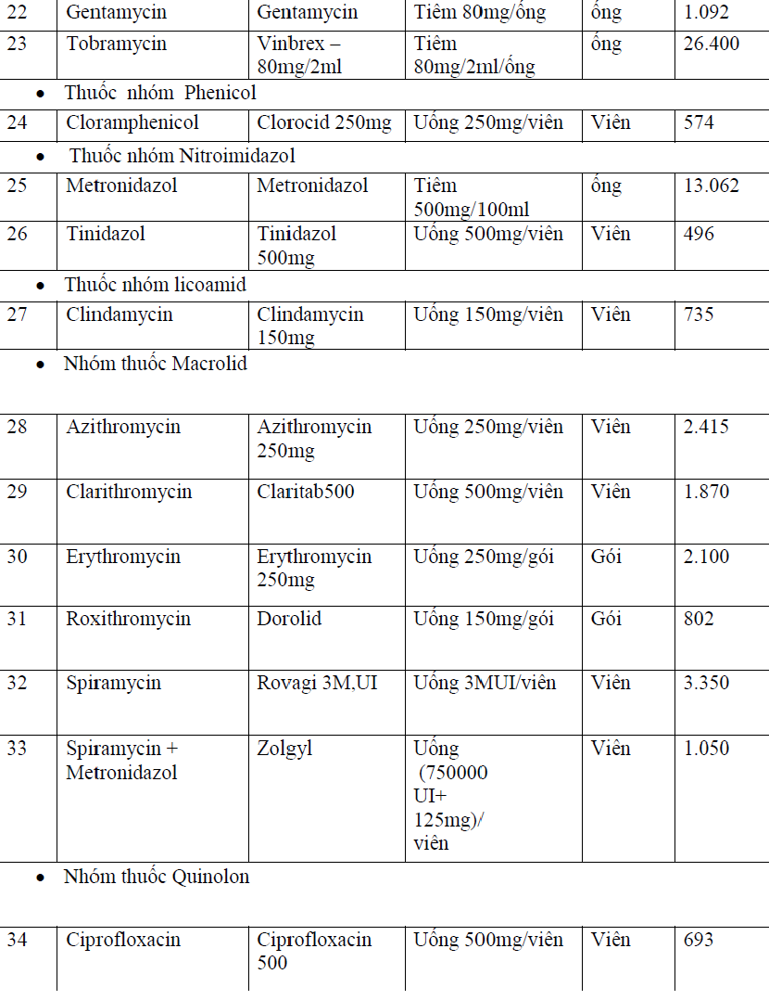 22 Gentamycin Gentamycin Tiêm 80mg/ống ống 1.092
23 Tobramycin Vinbrex – Tiêm ống 26.400
80mg/2ml 80mg/2ml/ống
• Thuốc nhóm Phenicol
24 Cloramphenicol Clorocid 250mg Uống 250mg/viên Viên 574
• Thuốc nhóm Nitroimidazol
25 Metronidazol Metronidazol Tiêm ống 13.062
500mg/100ml
26 Tinidazol Tinidazol Uống 500mg/viên Viên 496
500mg
• Thuốc nhóm licoamid
27 Clindamycin Clindamycin Uống 150mg/viên Viên 735
150mg
• Nhóm thuốc Macrolid
28 Azithromycin Azithromycin Uống 250mg/viên Viên 2.415
250mg
29 Clarithromycin Claritab500 Uống 500mg/viên Viên 1.870
30 Erythromycin Erythromycin Uống 250mg/gói Gói 2.100
250mg
31 Roxithromycin Dorolid Uống 150mg/gói Gói 802
32 Spiramycin Rovagi 3M,UI Uống 3MUI/viên Viên 3.350
33 Spiramycin + Zolgyl Uống Viên 1.050
Metronidazol (750000
UI+
125mg)/
viên
• Nhóm thuốc Quinolon
34 Ciprofloxacin Ciprofloxacin Uống 500mg/viên Viên 693
500